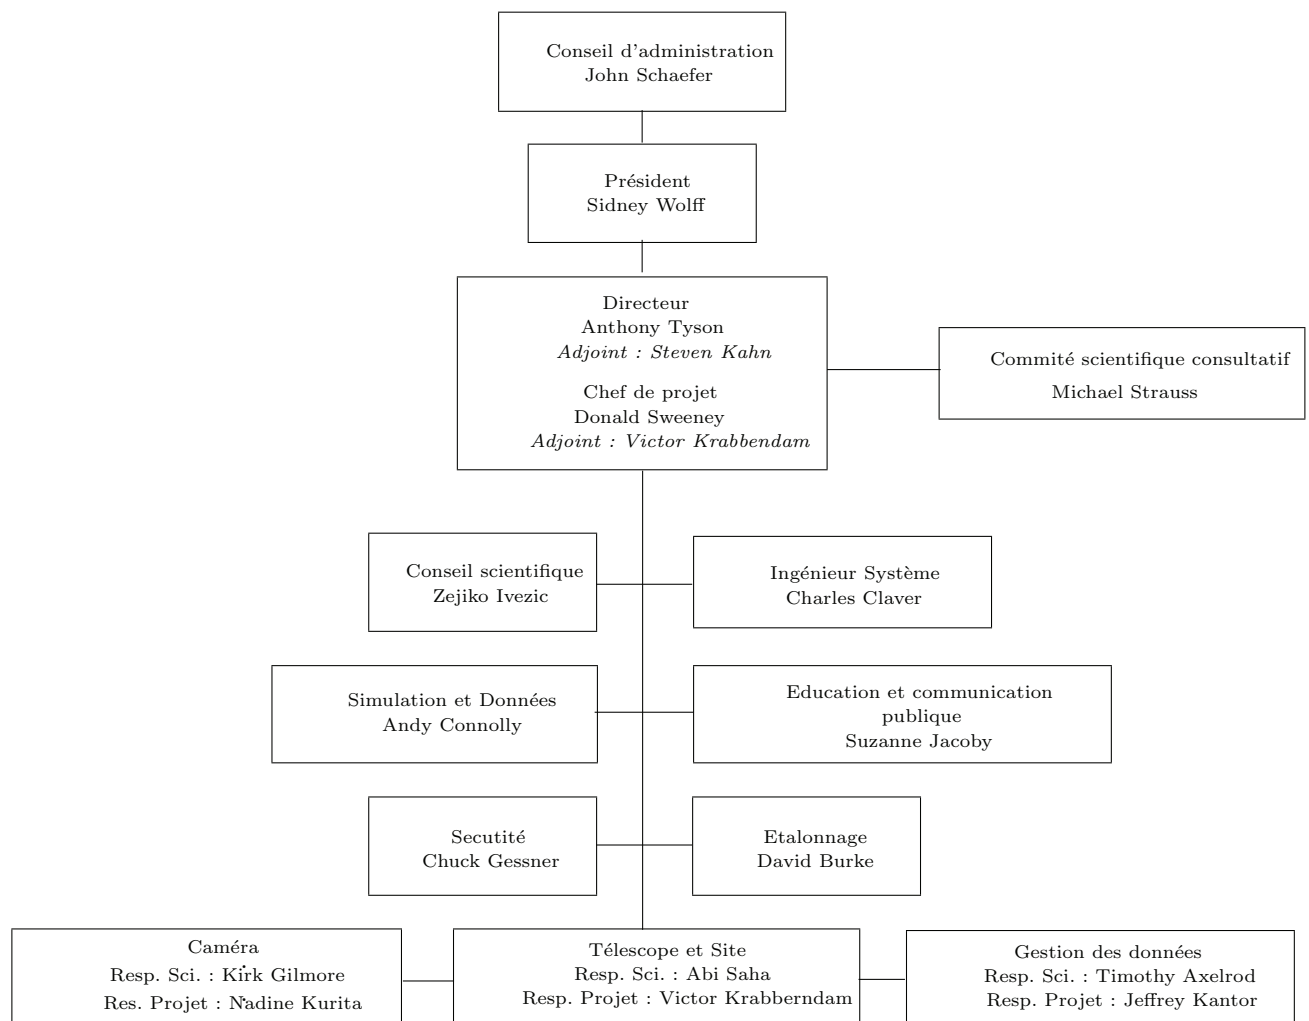 Conseil d'administration
John Schaefer
Président
Sidney Wolff
Directeur
Anthony Tyson
Adjoint : Steven Kahn
Chef de projet
Donald Sweeney
Adjoint : Victor Krabbendam
Commité scientifique consultatif
Michael Strauss
Conseil scientifique
Zejiko Ivezic
Ingénieur Système
Charles Claver
Simulation et Données
Andy Connolly
Education et communication
publique
Suzanne Jacoby
Secutité
Chuck Gessner
Etalonnage
David Burke
Caméra
Resp. Sci. : Kirk Gilmore
Res. Projet : Nadine Kurita
Télescope et Site
Resp. Sci. : Abi Saha
Resp. Projet : Victor Krabberndam
Gestion des données
Resp. Sci. : Timothy Axelrod
Resp. Projet : Jeffrey Kantor